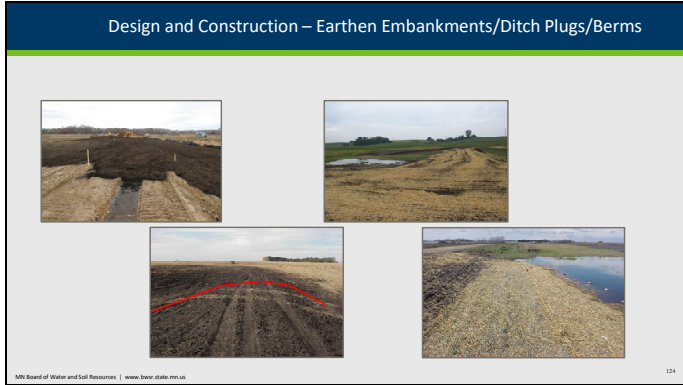 Design and Construction – Earthen Embankments/Ditch Plugs/Berms
MN Board of Water and Soil Resources | www.bwsr.state.mn.us
124